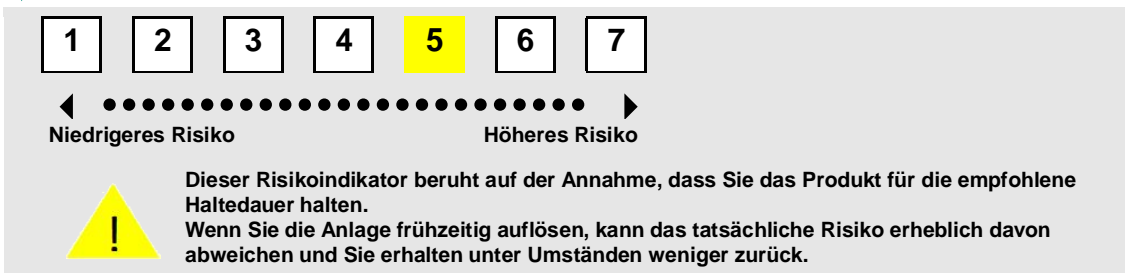 1 2 3 4 5 6 7
Niedrigeres Risiko Höheres Risiko
Dieser Risikoindikator beruht auf der Annahme, dass Sie das Produkt für die empfohlene
Haltedauer halten.
! Wenn Sie die Anlage frühzeitig auflösen, kann das tatsächliche Risiko erheblich davon
abweichen und Sie erhalten unter Umständen weniger zurück.